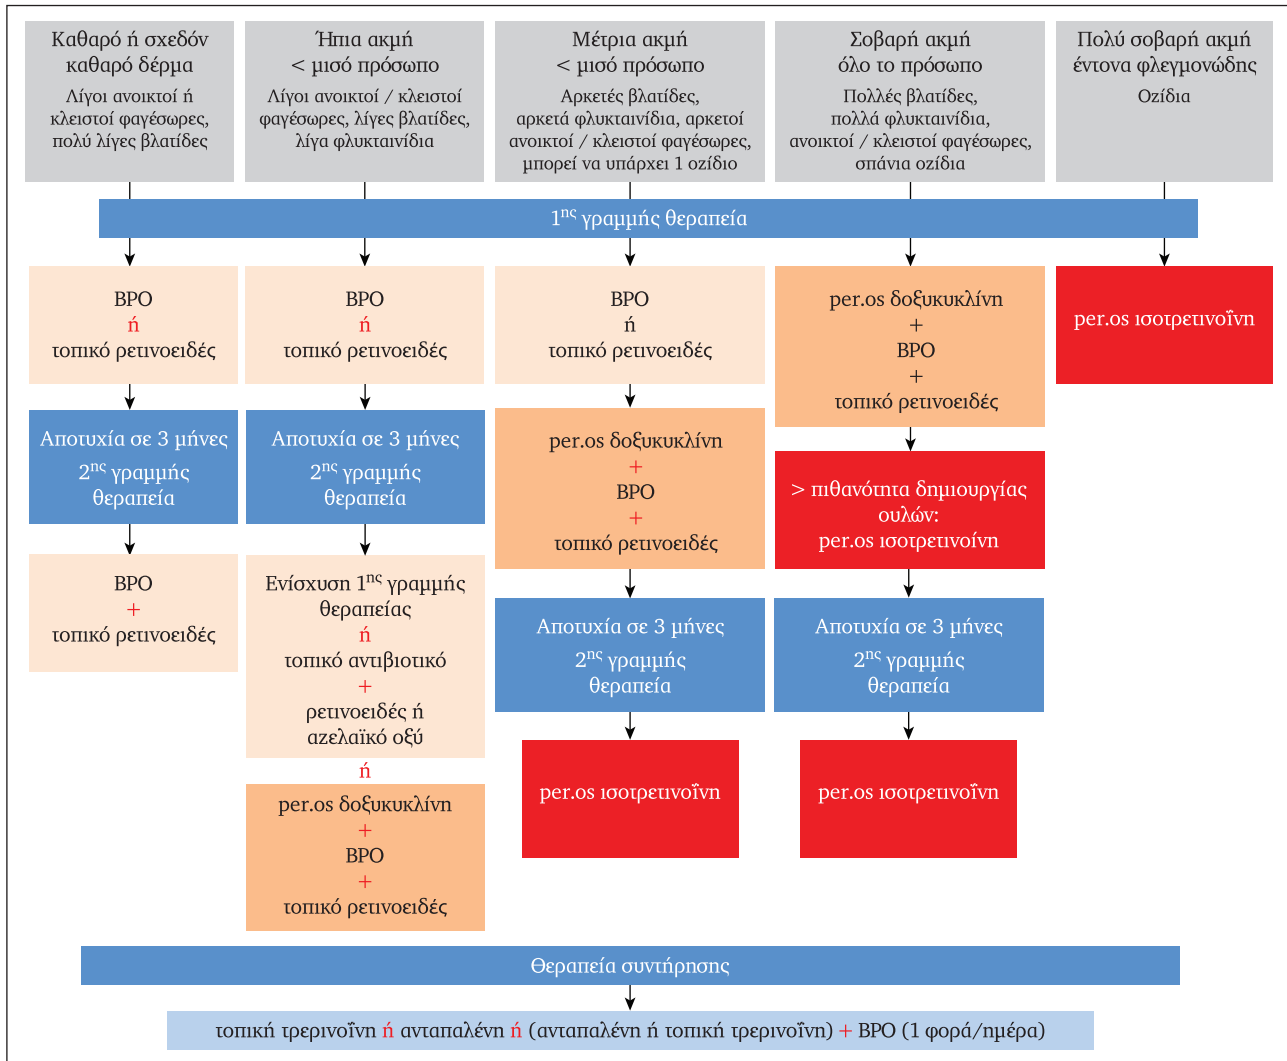 Καθαρό ή σχεδόν
καθαρό δέρμα
Λίγοι ανοικτοί ή
κλειστοί φαγέσωρες,
πολύ λίγες βλατίδες
Ήπια ακμή
< μισό πρόσωπο
Λίγοι ανοικτοί / κλειστοί
φαγέσωρες, λίγες βλατίδες,
λίγα φλυκταινίδια
Μέτρια ακμή
< μισό πρόσωπο
Αρκετές βλατίδες,
αρκετά φλυκταινίδια, αρκετοί
ανοικτοί / κλειστοί φαγέσωρες,
μπορεί να υπάρχει 1 οζίδιο
Σοβαρή ακμή
όλο το πρόσωπο
Πολλές βλατίδες,
πολλά φλυκταινίδια,
ανοικτοί / κλειστοί φαγέσωρες,
σπάνια οζίδια
Πολύ σοβαρή ακμή
έντονα φλεγμονώδης
Οζίδια
1ης γραμμής θεραπεία
BPO
ή
τοπικό ρετινοειδές
Αποτυχία σε 3 μήνες
2ης γραμμής
θεραπεία
BPO
+
τοπικό ρετινοειδές
BPO
ή
τοπικό ρετινοειδές
Αποτυχία σε 3 μήνες
2ης γραμμής
θεραπεία
Ενίσχυση 1ης γραμμής
θεραπείας
ή
τοπικό αντιβιοτικό
+
ρετινοειδές ή
αζελαϊκό οξύ
ή
per.os δοξυκυκλίνη
+
BPO
+
τοπικό ρετινοειδές
BPO
ή
τοπικό ρετινοειδές
per.os δοξυκυκλίνη
+
BPO
+
τοπικό ρετινοειδές
Αποτυχία σε 3 μήνες
2ης γραμμής
θεραπεία
per.os ισοτρετινοΐνη
per.os δοξυκυκλίνη
+
BPO
+
τοπικό ρετινοειδές
> πιθανότητα δημιουργίας
ουλών:
per.os ισοτρετινοίνη
Αποτυχία σε 3 μήνες
2ης γραμμής
θεραπεία
per.os ισοτρετινοΐνη
per.os ισοτρετινοΐνη
Θεραπεία συντήρησης
τοπική τρερινοΐνη ή ανταπαλένη ή (ανταπαλένη ή τοπική τρερινοΐνη) + BPO (1 φορά/ημέρα)